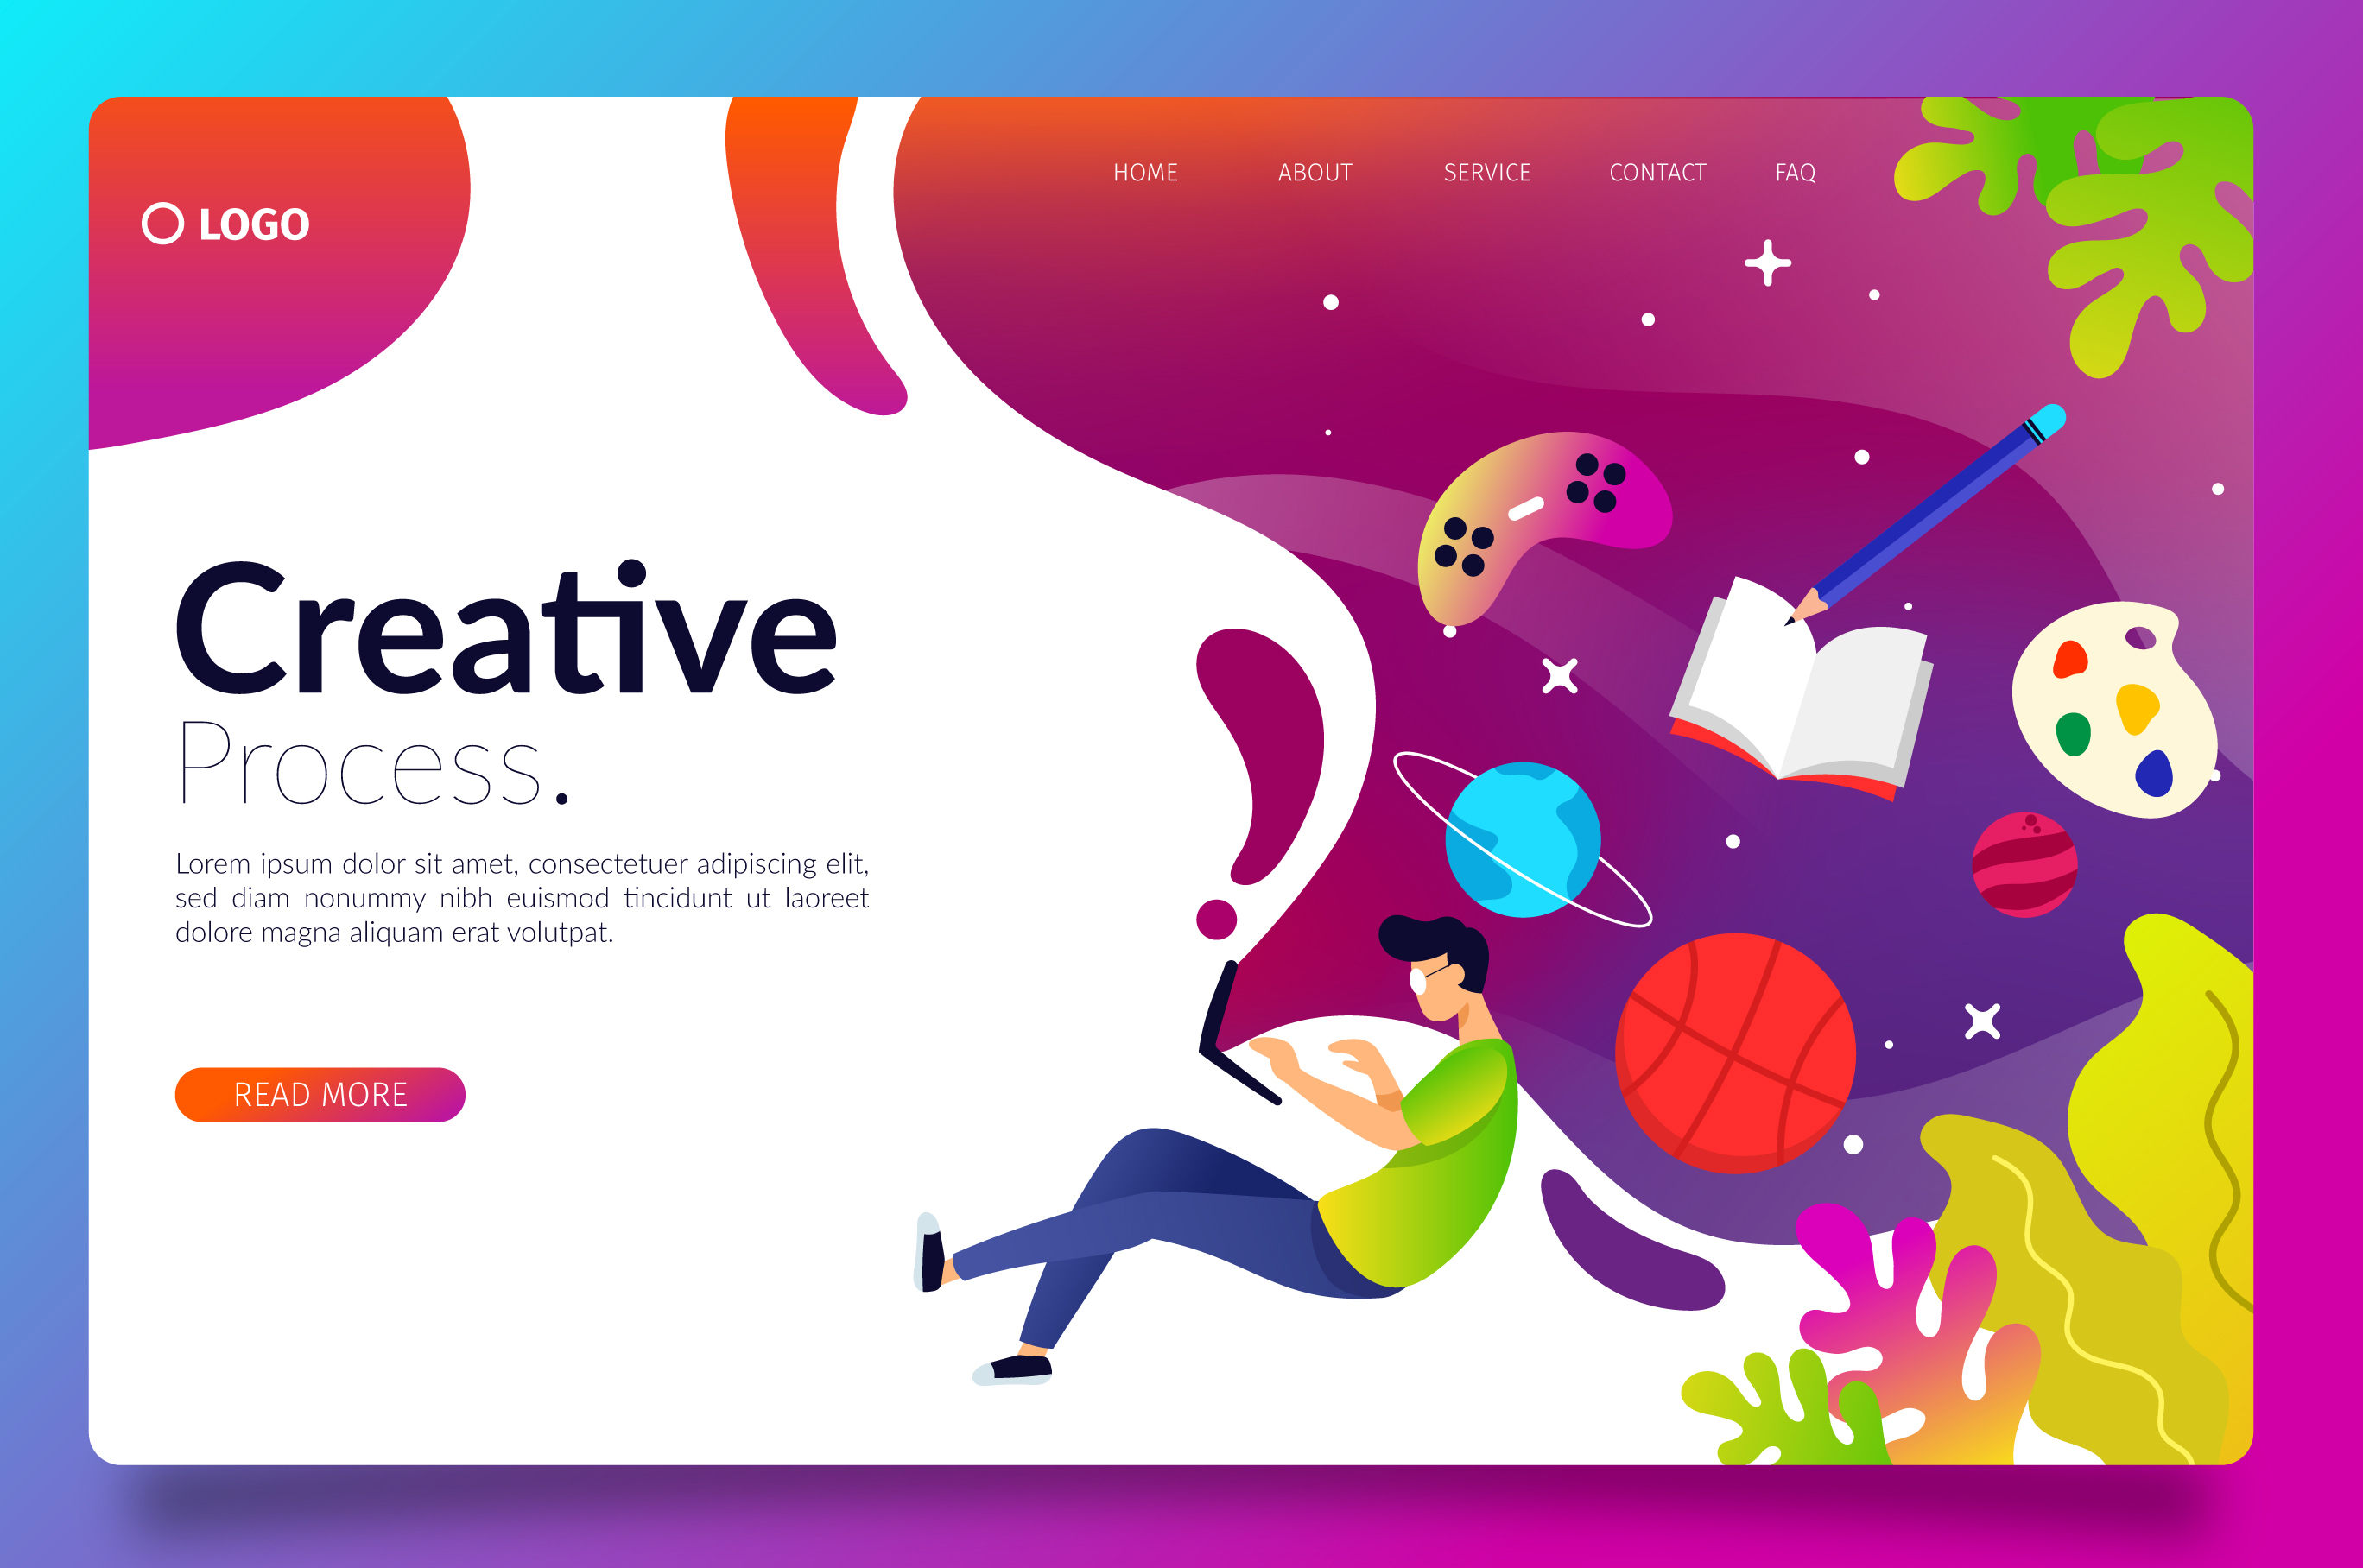 HOME ABOUT SERVICE CONTACT FAQ
LOGO
Creative
Process.
Lorem ipsum dolor sit amet, consectetuer adipiscing elit,
sed diam nonummy nibh euismod tincidunt ut laoreet
dolore magna aliquam erat volutpat.
READ MORE